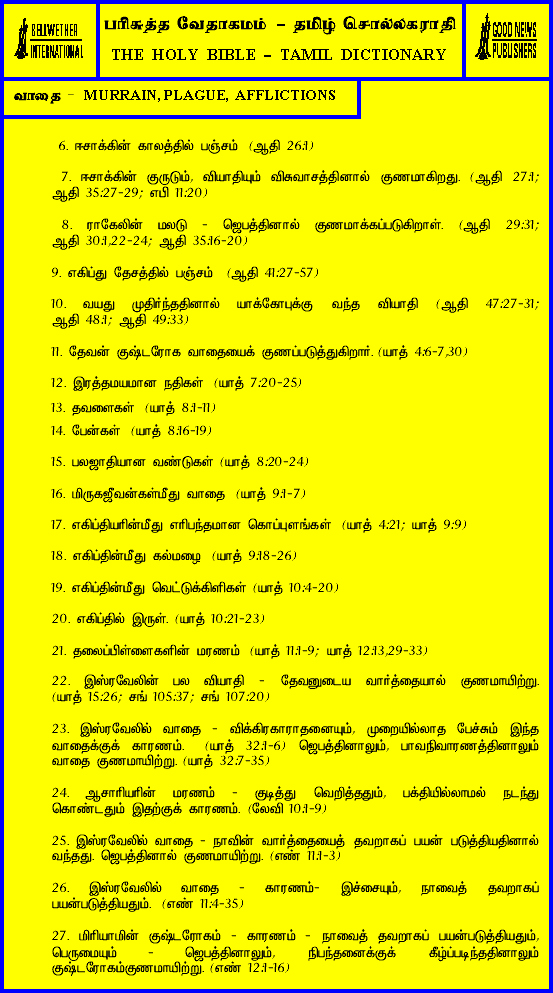 BELLWETHER
INTERNATIONAL
பரிசுத்த வேதாகமம் – தமிழ் சொல்லகராதி
THE HOLY BIBLE – TAMIL DICTIONARY
GOOD NEWS
PUBLISHERS
வாதை - MURRAIN, PLAGUE, AFFLICTIONS
6. ஈசாக்கின் காலத்தில் பஞ்சம் (ஆதி 26:1)
7. ஈசாக்கின் குருடும், வியாதியும் விசுவாசத்தினால் குணமாகிறது. (ஆதி 27:1;
ஆதி 35:27-29; எபி 11:20)
8. ராகேலின் மலடு - ஜெபத்தினால் குணமாக்கப்படுகிறாள். (ஆதி 29:31;
ஆதி 30:1,22-24; ஆதி 35:16-20)
9. எகிப்து தேசத்தில் பஞ்சம் (ஆதி 41:27-57)
10. வயது முதிர்ந்ததினால் யாக்கோபுக்கு வந்த வியாதி (ஆதி 47:27-31;
ஆதி 48:1; ஆதி 49:33)
11. தேவன் குஷ்டரோக வாதையைக் குணப்படுத்துகிறார். (யாத் 4:6-7,30)
12. இரத்தமயமான நதிகள் (யாத் 7:20-25)
13. தவளைகள் (யாத் 8:1-11)
14. பேன்கள் (யாத் 8:16-19)
15. பலஜாதியான வண்டுகள் (யாத் 8:20-24)
16. மிருகஜீவன்கள்மீது வாதை (யாத் 9:1-7)
17. எகிப்தியரின்மீது எரிபந்தமான கொப்புளங்கள் (யாத் 4:21; யாத் 9:9)
18. எகிப்தின்மீது கல்மழை (யாத் 9:18-26)
19. எகிப்தின்மீது வெட்டுக்கிளிகள் (யாத் 10:4-20)
20. எகிப்தில் இருள். (யாத் 10:21-23)
21. தலைப்பிள்ளைகளின் மரணம் (யாத் 11:1-9; யாத் 12:13,29-33)
22. இஸ்ரவேலின் பல வியாதி - தேவனுடைய வார்த்தையால் குணமாயிற்று.
(யாத் 15:26; சங் 105:37; சங் 107:20)
23. இஸ்ரவேலில் வாதை - விக்கிரகாராதனையும், முறையில்லாத பேச்சும் இந்த
வாதைக்குக் காரணம். (யாத் 32:1-6) ஜெபத்தினாலும், பாவநிவாரணத்தினாலும்
வாதை குணமாயிற்று. (யாத் 32:7-35)
24. ஆசாரியரின் மரணம் - குடித்து வெறித்ததும், பக்தியில்லாமல் நடந்து
கொண்டதும் இதற்குக் காரணம். (லேவி 10:1-9)
25. இஸ்ரவேலில் வாதை - நாவின் வார்த்தையைத் தவறாகப் பயன் படுத்தியதினால்
வந்தது. ஜெபத்தினால் குணமாயிற்று. (எண் 11:1-3)
26. இஸ்ரவேலில் வாதை - காரணம்- இச்சையும், நாவைத் தவறாகப்
பயன்படுத்தியதும். (எண் 11:4-35)
27. மிரியாமின் குஷ்டரோகம் - காரணம் - நாவைத் தவறாகப் பயன்படுத்தியதும்,
பெருமையும் - ஜெபத்தினாலும், நிபந்தனைக்குக் கீழ்ப்படிந்ததினாலும்
குஷ்டரோகம்குணமாயிற்று. (எண் 12:1-16)